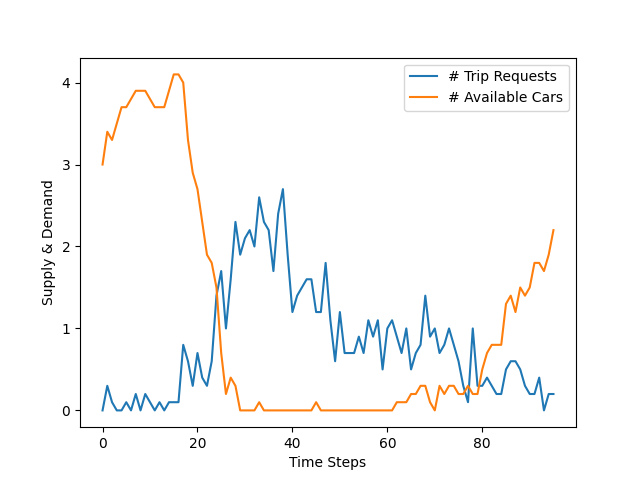 # Trip Requests
# Available Cars
4
3
2
1
0
Supply & Demand
0 20 40 60 80
Time Steps